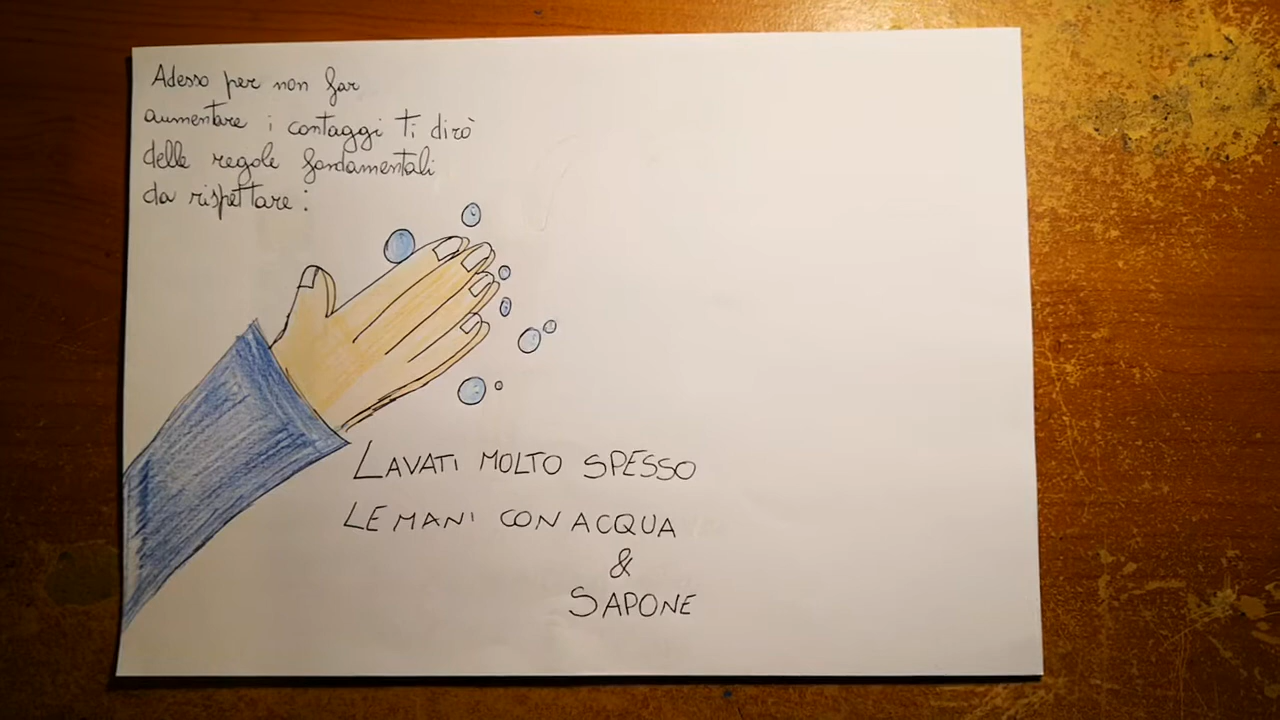 Adesso per non far
aumentare i contaggi ti dirò
delle regole fondamentali
da rispettare:
LAVATI MOLTO SPESSO
LE MANI CON ACQUA
&
SAPONE